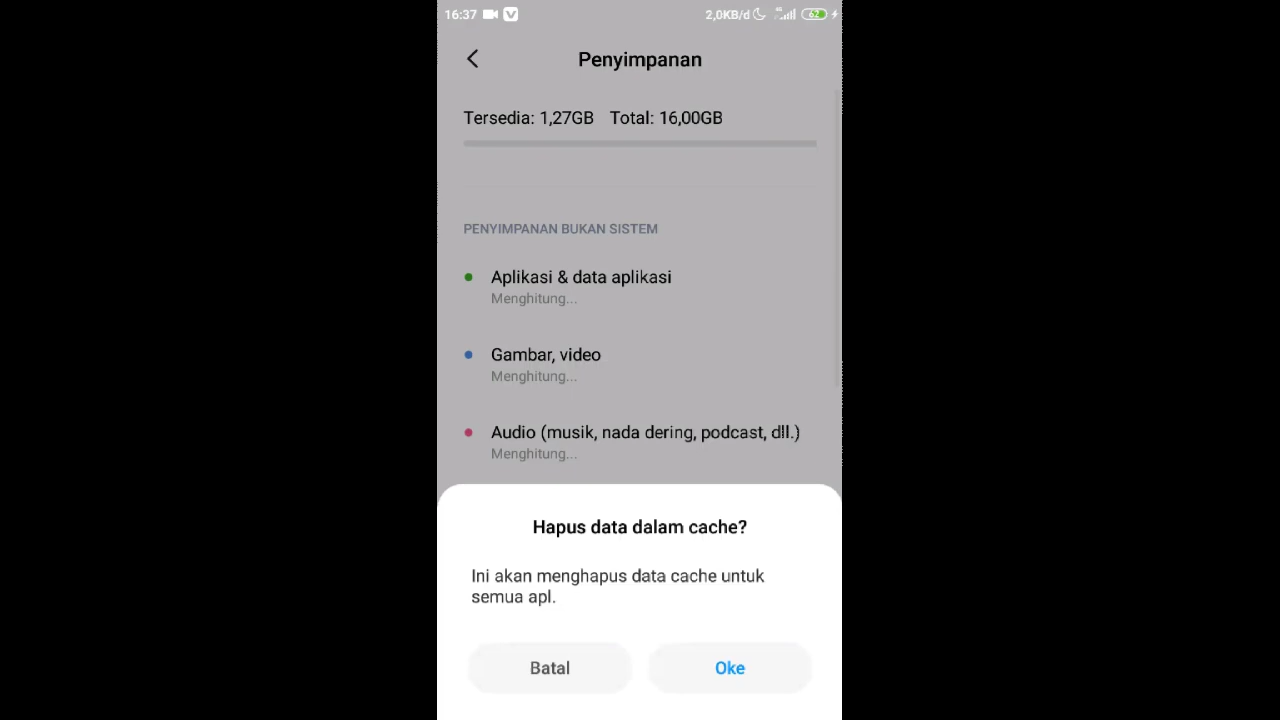 16:37 2,0KB/d 4G 62
Penyimpanan
Tersedia: 1,27GB Total: 16,00GB
PENYIMPANAN BUKAN SISTEM
Aplikasi & data aplikasi
Menghitung...
Gambar, video
Menghitung...
Audio (musik, nada dering, podcast, dll.)
Menghitung...
Hapus data dalam cache?
Ini akan menghapus data cache untuk
semua apl.
Batal Oke